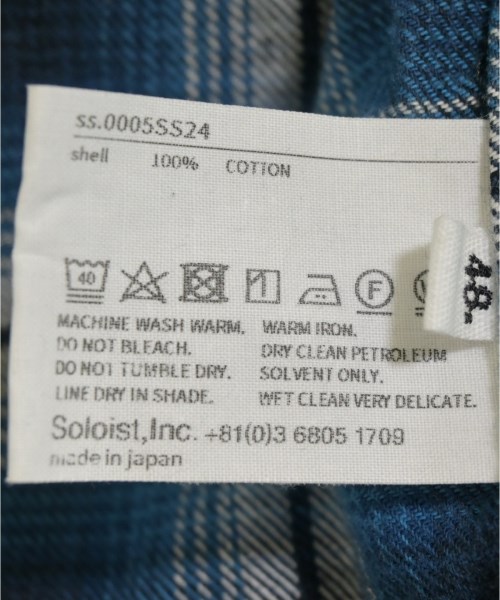 ss.0005SS24
shell 100% COTTON
40 F W
48.
MACHINE WASH WARM. WARM IRON.
DO NOT BLEACH. DRY CLEAN PETROLEUM
DO NOT TUMBLE DRY. SOLVENT ONLY.
LINE DRY IN SHADE. WET CLEAN VERY DELICATE.
Soloist,Inc. +81(0)3 6805 1709
made in japan